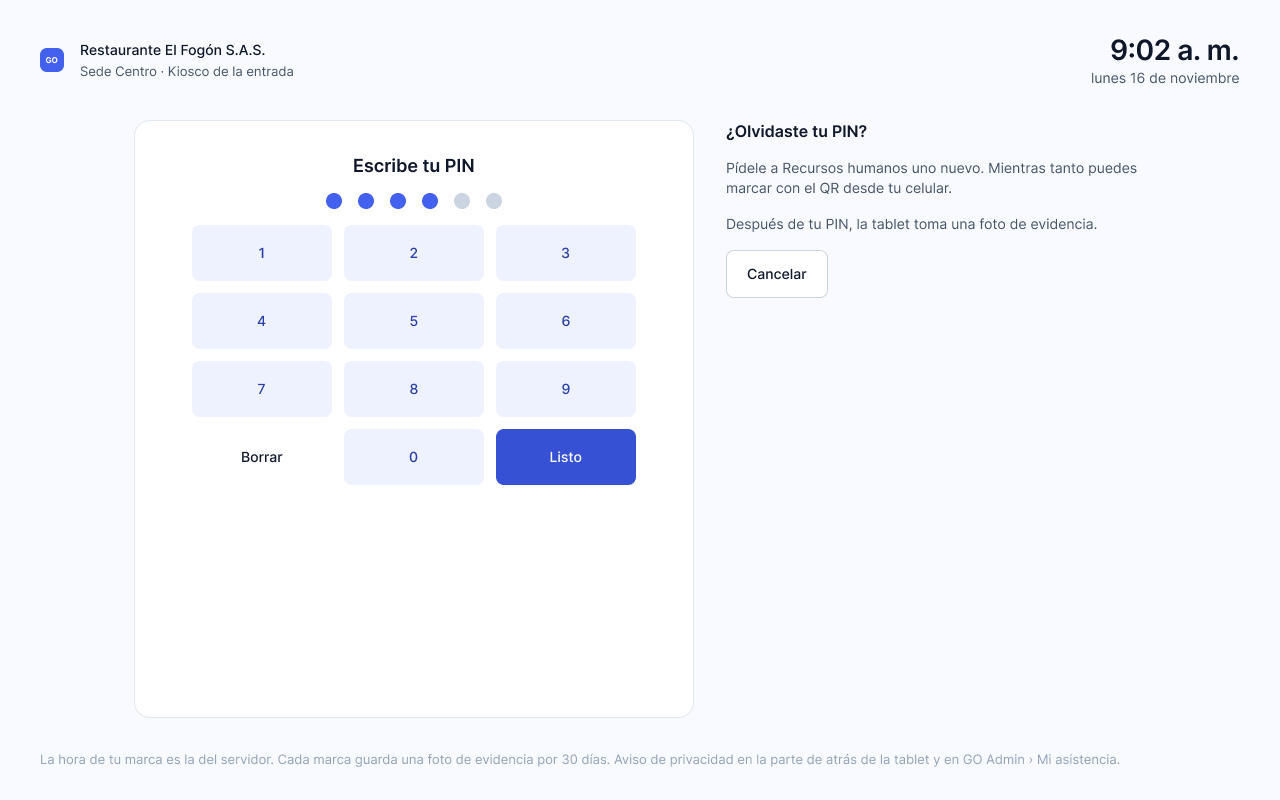 GO
Restaurante El Fogón S.A.S.
Sede Centro · Kiosco de la entrada
9:02 a. m.
lunes 16 de noviembre
Escribe tu PIN
1
2
3
4
5
6
7
8
9
Borrar
0
Listo
¿Olvidaste tu PIN?
Pídele a Recursos humanos uno nuevo. Mientras tanto puedes
marcar con el QR desde tu celular.
Después de tu PIN, la tablet toma una foto de evidencia.
Cancelar
La hora de tu marca es la del servidor. Cada marca guarda una foto de evidencia por 30 días. Aviso de privacidad en la parte de atrás de la tablet y en GO Admin › Mi asistencia.